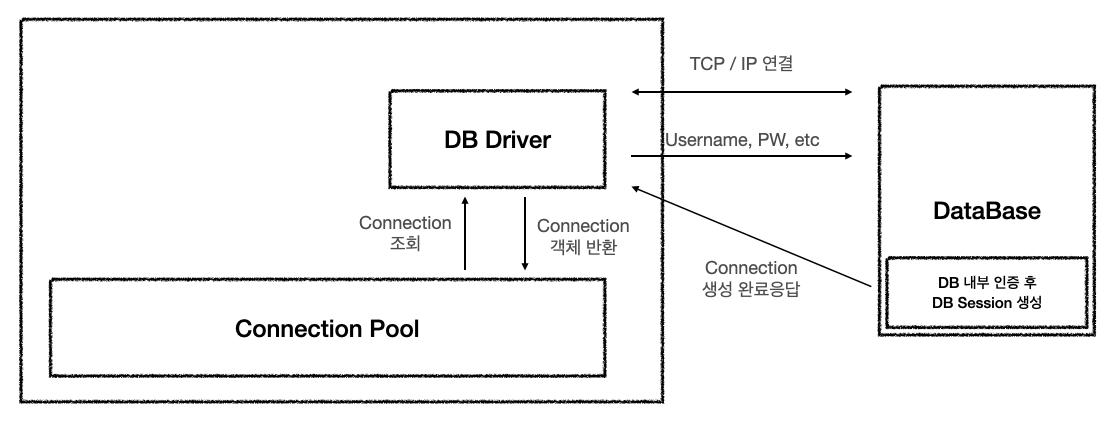 TCP / IP 연결
DB Driver
Username, PW, etc
DataBase
Connection
조회
Connection
객체 반환
Connection
생성 완료응답
DB 내부 인증 후
DB Session 생성
Connection Pool